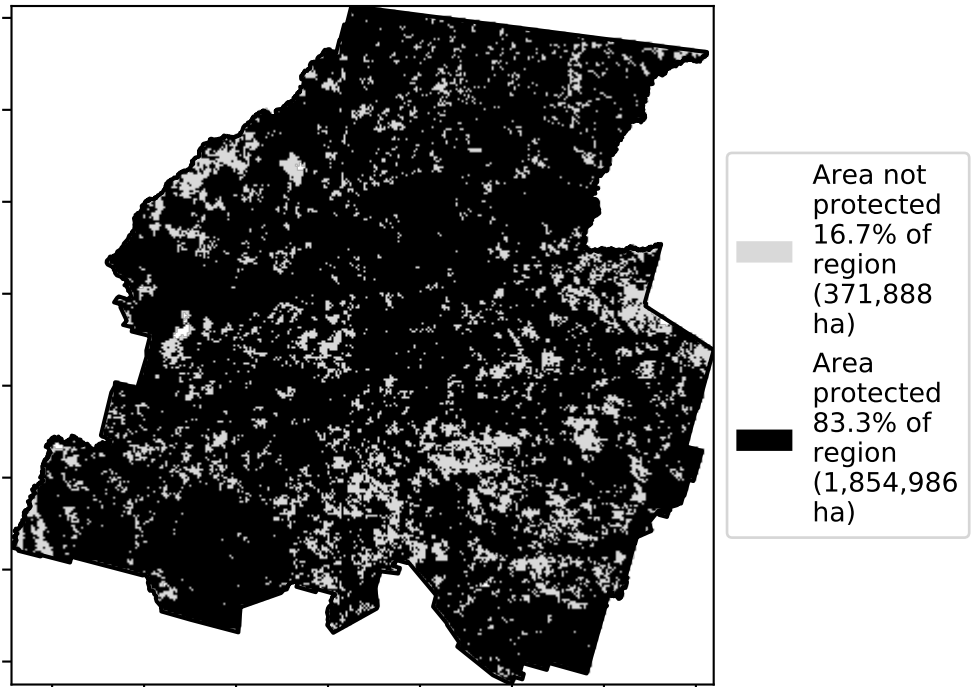 Area not
protected
16.7% of
region
(371,888
ha)
Area
protected
83.3% of
region
(1,854,986
ha)